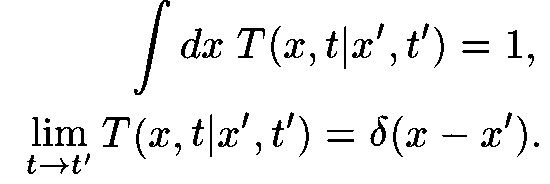 ∫ dx T(x, t|x′, t′) = 1,
lim_{t→t′} T(x, t|x′, t′) = δ(x − x′).